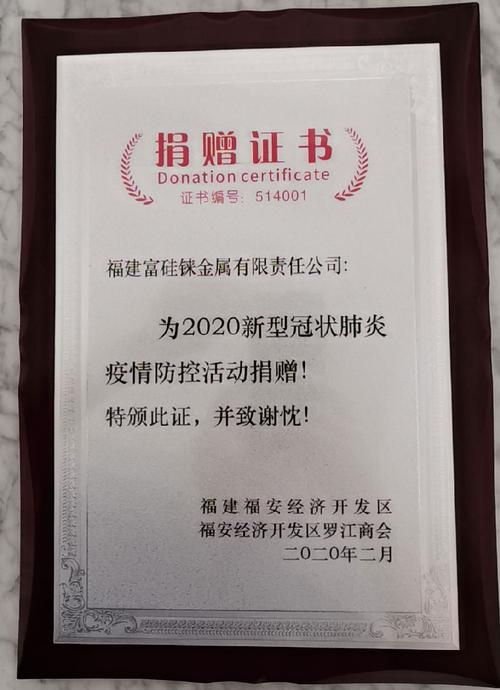 捐赠证书
Donation certificate
证书编号：514001
福建富硅铼金属有限责任公司：
为2020新型冠状肺炎
疫情防控活动捐赠！
特颁此证，并致谢忱！
福建福安经济开发区
福安经济开发区罗江商会
二〇二〇年二月